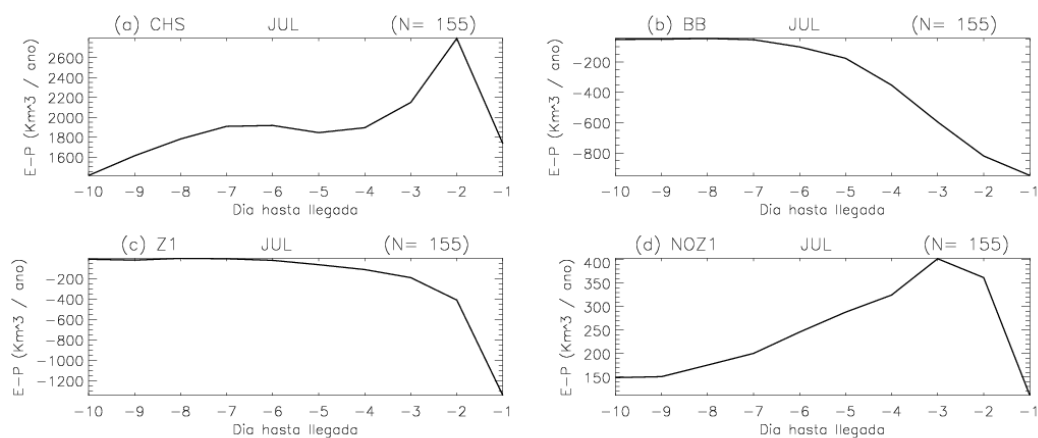 (a) CHS JUL (N= 155)
E-P (Km^3 / ano)
2600
2400
2200
2000
1800
1600
-10 -9 -8 -7 -6 -5 -4 -3 -2 -1
Dia hasta llegada
(b) BB JUL (N= 155)
E-P (Km^3 / ano)
-200
-400
-600
-800
-10 -9 -8 -7 -6 -5 -4 -3 -2 -1
Dia hasta llegada
(c) Z1 JUL (N= 155)
E-P (Km^3 / ano)
-200
-400
-600
-800
-1000
-1200
-10 -9 -8 -7 -6 -5 -4 -3 -2 -1
Dia hasta llegada
(d) NOZ1 JUL (N= 155)
E-P (Km^3 / ano)
400
350
300
250
200
150
-10 -9 -8 -7 -6 -5 -4 -3 -2 -1
Dia hasta llegada